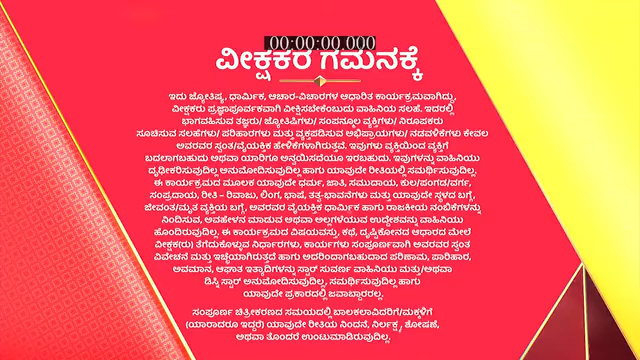 00:00:00.000
ವೀಕ್ಷಕರ ಗಮನಕ್ಕೆ
ಇದು ಜ್ಯೋತಿಷ್ಯ, ಧಾರ್ಮಿಕ, ಆಚಾರ-ವಿಚಾರಗಳ ಆಧಾರಿತ ಕಾರ್ಯಕ್ರಮವಾಗಿದ್ದು,
ವೀಕ್ಷಕರು ಪ್ರಜ್ಞಾಪೂರ್ವಕವಾಗಿ ವೀಕ್ಷಿಸಬೇಕೆಂಬುದು ವಾಹಿನಿಯ ಸಲಹೆ. ಇದರಲ್ಲಿ
ಭಾಗವಹಿಸುವ ತಜ್ಞರು/ ಜ್ಯೋತಿಷಿಗಳು/ ಸಂಪನ್ಮೂಲ ವ್ಯಕ್ತಿಗಳು/ ನಿರೂಪಕರು
ಸೂಚಿಸುವ ಸಲಹೆಗಳು/ ಪರಿಹಾರಗಳು ಮತ್ತು ವ್ಯಕ್ತಪಡಿಸುವ ಅಭಿಪ್ರಾಯಗಳು/ ನಡವಳಿಕೆಗಳು ಕೇವಲ
ಅವರವರ ಸ್ವಂತ/ವೈಯಕ್ತಿಕ ಹೇಳಿಕೆಗಳಾಗಿರುತ್ತವೆ. ಇವುಗಳು ವ್ಯಕ್ತಿಯಿಂದ ವ್ಯಕ್ತಿಗೆ
ಬದಲಾಗಬಹುದು ಅಥವಾ ಯಾರಿಗೂ ಅನ್ವಯಿಸದೆಯೂ ಇರಬಹುದು. ಇವುಗಳನ್ನು ವಾಹಿನಿಯು
ದೃಢೀಕರಿಸುವುದಿಲ್ಲ ಅನುಮೋದಿಸುವುದಿಲ್ಲ ಹಾಗೂ ಯಾವುದೇ ರೀತಿಯಲ್ಲಿ ಸಮರ್ಥಿಸುವುದಿಲ್ಲ.
ಈ ಕಾರ್ಯಕ್ರಮದ ಮೂಲಕ ಯಾವುದೇ ಧರ್ಮ, ಜಾತಿ, ಸಮುದಾಯ, ಕುಲ/ಪಂಗಡ/ವರ್ಗ,
ಸಂಪ್ರದಾಯ, ರೀತಿ - ರಿವಾಜು, ಲಿಂಗ, ಭಾಷೆ, ತತ್ವ-ಭಾವನೆಗಳು ಮತ್ತು ಯಾವುದೇ ಸ್ಥಳದ ಬಗ್ಗೆ,
ಜೀವಂತ/ಮೃತ ವ್ಯಕ್ತಿಯ ಬಗ್ಗೆ, ಅವರವರ ವೈಯಕ್ತಿಕ ಧಾರ್ಮಿಕ ಹಾಗು ರಾಜಕೀಯ ನಂಬಿಕೆಗಳನ್ನು
ನಿಂದಿಸುವ, ಅವಹೇಳನ ಮಾಡುವ ಅಥವಾ ಅಲ್ಲಗಳೆಯುವ ಉದ್ದೇಶವನ್ನು ವಾಹಿನಿಯು
ಹೊಂದಿರುವುದಿಲ್ಲ. ಈ ಕಾರ್ಯಕ್ರಮದ ವಿಷಯವಸ್ತು, ಕಥೆ, ದೃಷ್ಟಿಕೋನದ ಆಧಾರದ ಮೇಲೆ
ವೀಕ್ಷಕ(ರು) ತೆಗೆದುಕೊಳ್ಳುವ ನಿರ್ಧಾರಗಳು, ಕಾರ್ಯಗಳು ಸಂಪೂರ್ಣವಾಗಿ ಅವರವರ ಸ್ವಂತ
ವಿವೇಚನೆ ಮತ್ತು ಇಚ್ಛೆಯಾಗಿರುತ್ತದೆ ಹಾಗು ಅದರಿಂದಾಗಬಹುದಾದ ಪರಿಣಾಮ, ಪಾರಿಹಾರ,
ಅವಮಾನ, ಆಘಾತ ಇತ್ಯಾದಿಗಳನ್ನು ಸ್ಟಾರ್ ಸುವರ್ಣ ವಾಹಿನಿಯು ಮತ್ತು/ಅಥವಾ
ಡಿಸ್ನಿ ಸ್ಟಾರ್ ಅನುಮೋದಿಸುವುದಿಲ್ಲ, ಸಮರ್ಥಿಸುವುದಿಲ್ಲ ಹಾಗು
ಯಾವುದೇ ಪ್ರಕಾರದಲ್ಲಿ ಜವಾಬ್ದಾರರಲ್ಲ.
ಸಂಪೂರ್ಣ ಚಿತ್ರೀಕರಣದ ಸಮಯದಲ್ಲಿ ಬಾಲಕಲಾವಿದರಿಗೆ/ಮಕ್ಕಳಿಗೆ
(ಯಾರಾದರೂ ಇದ್ದರೆ) ಯಾವುದೇ ರೀತಿಯ ನಿಂದನೆ, ನಿರ್ಲಕ್ಷ್ಯ, ಶೋಷಣೆ,
ಅಥವಾ ತೊಂದರೆ ಉಂಟುಮಾಡಿರುವುದಿಲ್ಲ.